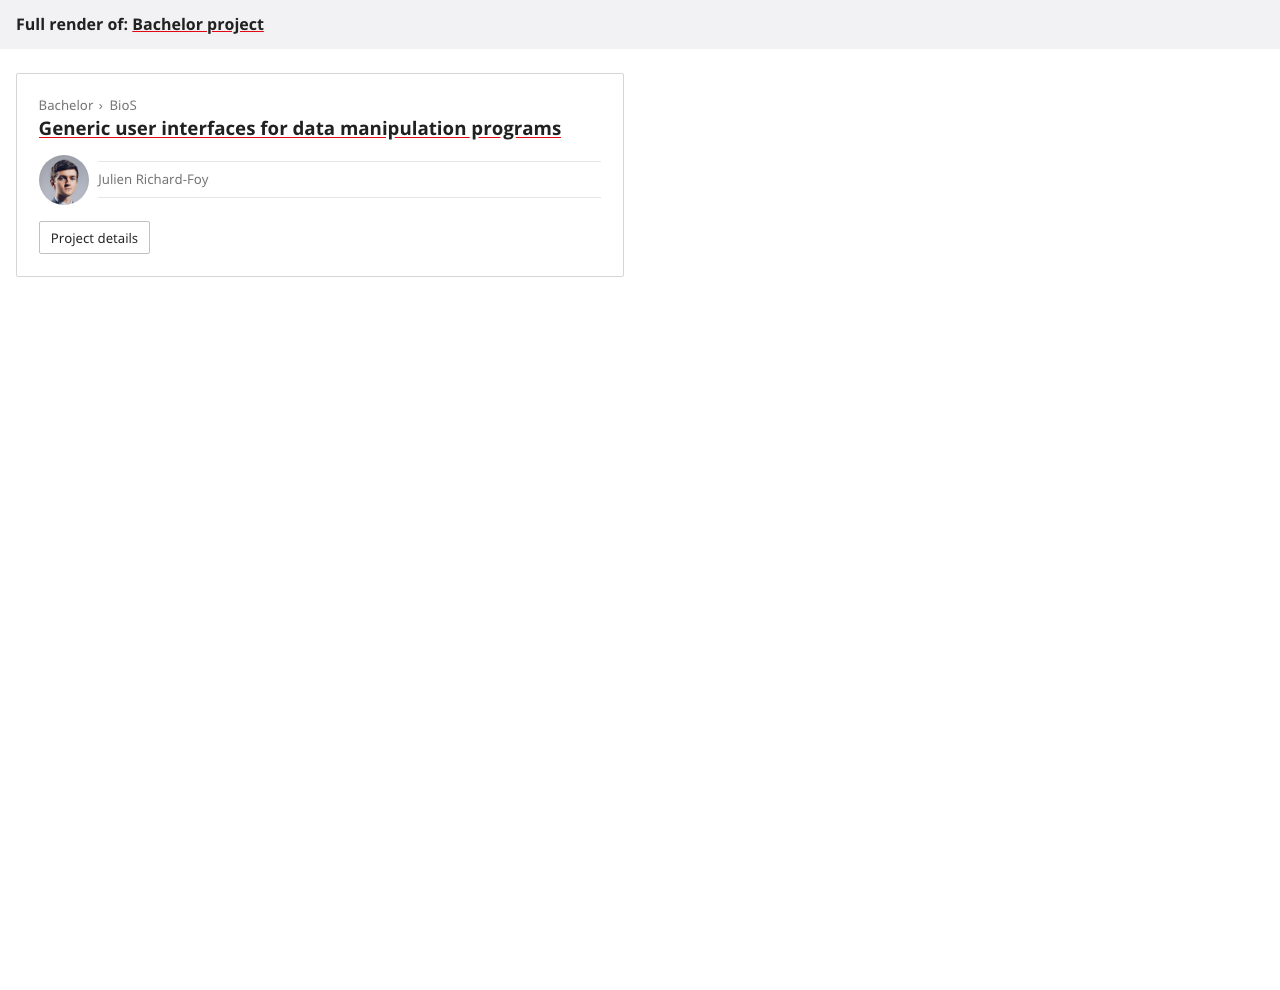 Full render of: Bachelor project
Bachelor › BioS
Generic user interfaces for data manipulation programs
Julien Richard-Foy
Project details